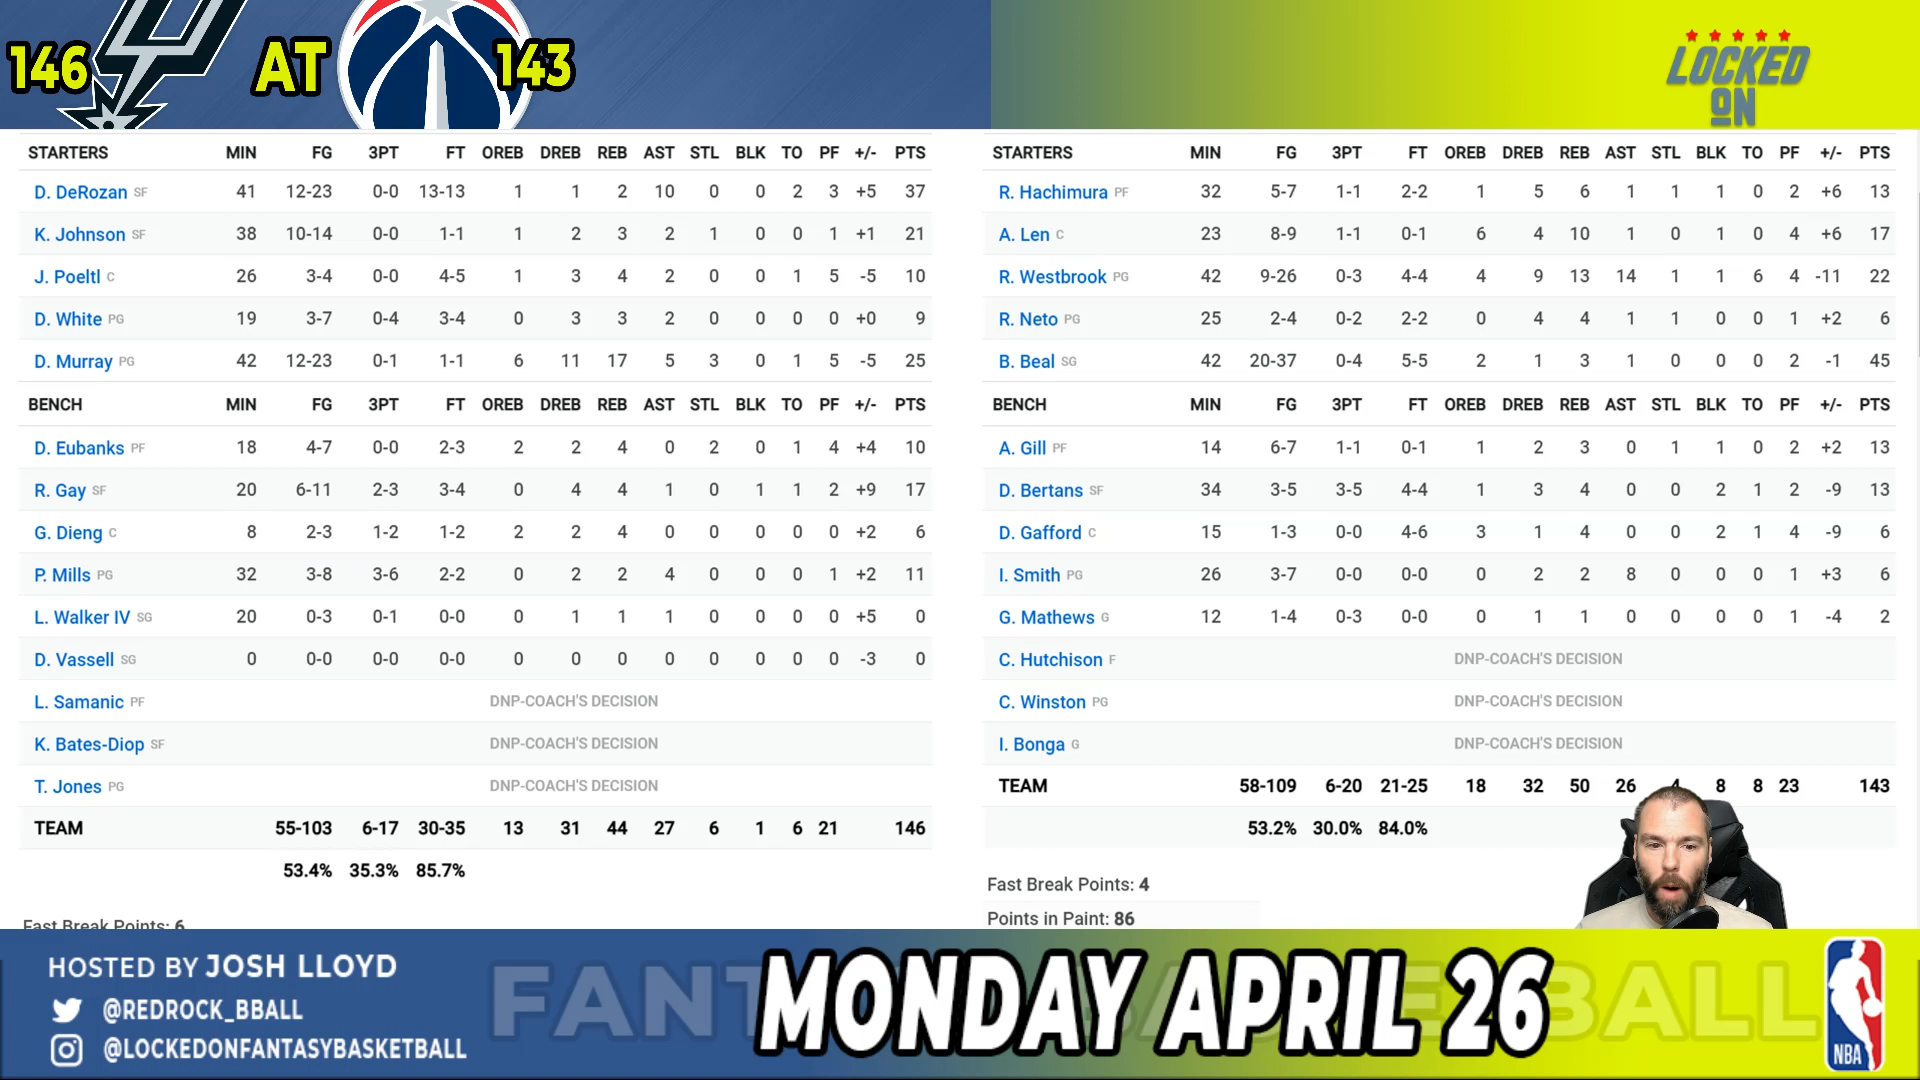 146 AT 143
LOCKED
ON
STARTERS MIN FG 3PT FT OREB DREB REB AST STL BLK TO PF +/- PTS
D. DeRozan SF 41 12-23 0-0 13-13 1 1 2 10 0 0 2 3 +5 37
K. Johnson SF 38 10-14 0-0 1-1 1 2 3 2 1 0 0 1 +1 21
J. Poeltl C 26 3-4 0-0 4-5 1 3 4 2 0 0 1 5 -5 10
D. White PG 19 3-7 0-4 3-4 0 3 3 2 0 0 0 0 +0 9
D. Murray PG 42 12-23 0-1 1-1 6 11 17 5 3 0 1 5 -5 25
BENCH MIN FG 3PT FT OREB DREB REB AST STL BLK TO PF +/- PTS
D. Eubanks PF 18 4-7 0-0 2-3 2 2 4 0 2 0 1 4 +4 10
R. Gay SF 20 6-11 2-3 3-4 0 4 4 1 0 1 1 2 +9 17
G. Dieng C 8 2-3 1-2 1-2 2 2 4 0 0 0 0 0 +2 6
P. Mills PG 32 3-8 3-6 2-2 0 2 2 4 0 0 0 1 +2 11
L. Walker IV SG 20 0-3 0-1 0-0 0 1 1 1 0 0 0 0 +5 0
D. Vassell SG 0 0-0 0-0 0-0 0 0 0 0 0 0 0 0 -3 0
L. Samanic PF DNP-COACH'S DECISION
K. Bates-Diop SF DNP-COACH'S DECISION
T. Jones PG DNP-COACH'S DECISION
TEAM 55-103 6-17 30-35 13 31 44 27 6 1 6 21 146
53.4% 35.3% 85.7%
Fast Break Points: 6
STARTERS MIN FG 3PT FT OREB DREB REB AST STL BLK TO PF +/- PTS
R. Hachimura PF 32 5-7 1-1 2-2 1 5 6 1 1 1 0 2 +6 13
A. Len C 23 8-9 1-1 0-1 6 4 10 1 0 1 0 4 +6 17
R. Westbrook PG 42 9-26 0-3 4-4 4 9 13 14 1 1 6 4 -11 22
R. Neto PG 25 2-4 0-2 2-2 0 4 4 1 1 0 0 1 +2 6
B. Beal SG 42 20-37 0-4 5-5 2 1 3 1 0 0 0 2 -1 45
BENCH MIN FG 3PT FT OREB DREB REB AST STL BLK TO PF +/- PTS
A. Gill PF 14 6-7 1-1 0-1 1 2 3 0 1 1 0 2 +2 13
D. Bertans SF 34 3-5 3-5 4-4 1 3 4 0 0 2 1 2 -9 13
D. Gafford C 15 1-3 0-0 4-6 3 1 4 0 0 2 1 4 -9 6
I. Smith PG 26 3-7 0-0 0-0 0 2 2 8 0 0 0 1 +3 6
G. Mathews G 12 1-4 0-3 0-0 0 1 1 0 0 0 0 1 -4 2
C. Hutchison F DNP-COACH'S DECISION
C. Winston PG DNP-COACH'S DECISION
I. Bonga G DNP-COACH'S DECISION
TEAM 58-109 6-20 21-25 18 32 50 26 4 8 8 23 143
53.2% 30.0% 84.0%
Fast Break Points: 4
Points in Paint: 86
HOSTED BY JOSH LLOYD
@REDROCK_BBALL
@LOCKEDONFANTASYBASKETBALL
MONDAY APRIL 26
NBA